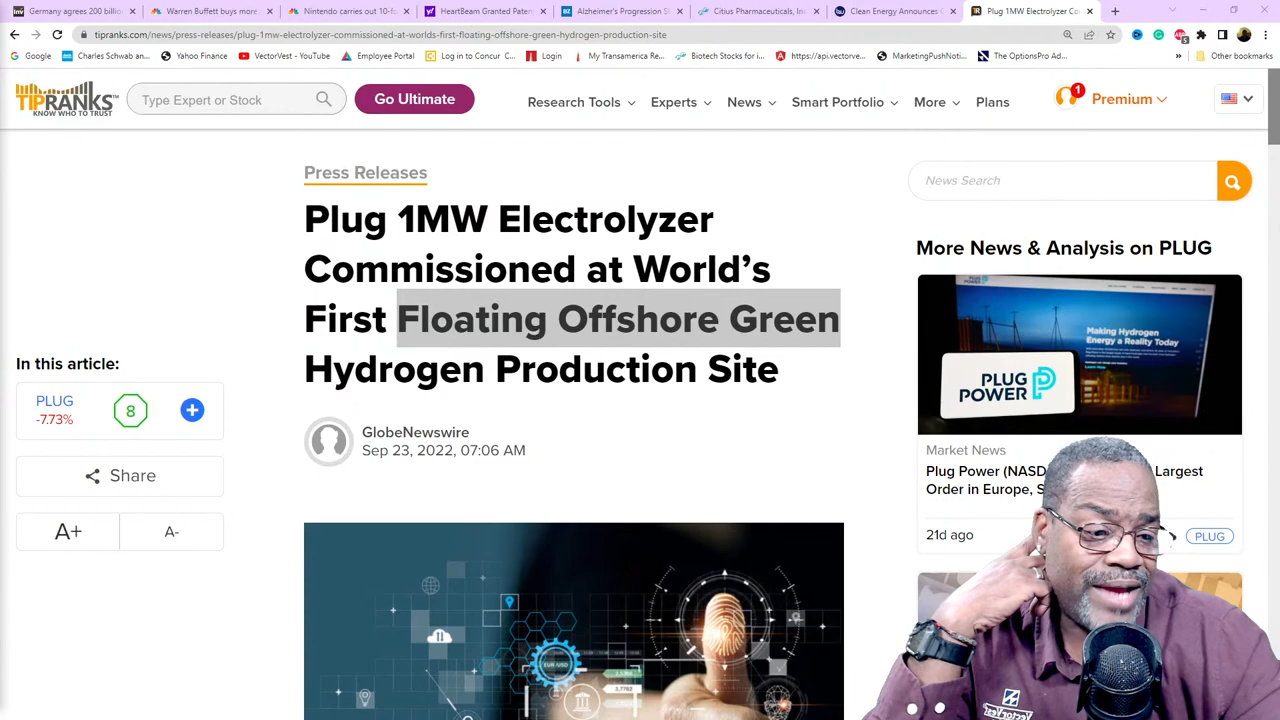 Germany agrees 200 billion
Warren Buffett buys more
Nintendo carries out 10-fo
HeartBeam Granted Paten
Alzheimer's Progression S
Citius Pharmaceuticals, Inc
Clean Energy Announces
Plug 1MW Electrolyzer Co
tipranks.com/news/press-releases/plug-1mw-electrolyzer-commissioned-at-worlds-first-floating-offshore-green-hydrogen-production-site
Google
Charles Schwab an...
Yahoo Finance
VectorVest - YouTube
Employee Portal
Log in to Concur | C...
Login
My Transamerica Re...
Biotech Stocks for i...
https://api.vectorve...
MarketingPushNoti...
The OptionsPro Ad...
Other bookmarks
TIPRANKS
KNOW WHO TO TRUST
Type Expert or Stock
Go Ultimate
Research Tools
Experts
News
Smart Portfolio
More
Plans
1
Premium
Press Releases
Plug 1MW Electrolyzer
Commissioned at World's
First Floating Offshore Green
Hydrogen Production Site
GlobeNewswire
Sep 23, 2022, 07:06 AM
In this article:
PLUG
-7.73%
8
Share
A+
A-
News Search
More News & Analysis on PLUG
Making Hydrogen
Energy a Reality Today
PLUG
POWER
Market News
Plug Power (NASD Largest
Order in Europe, S
21d ago
PLUG
EUR/USD